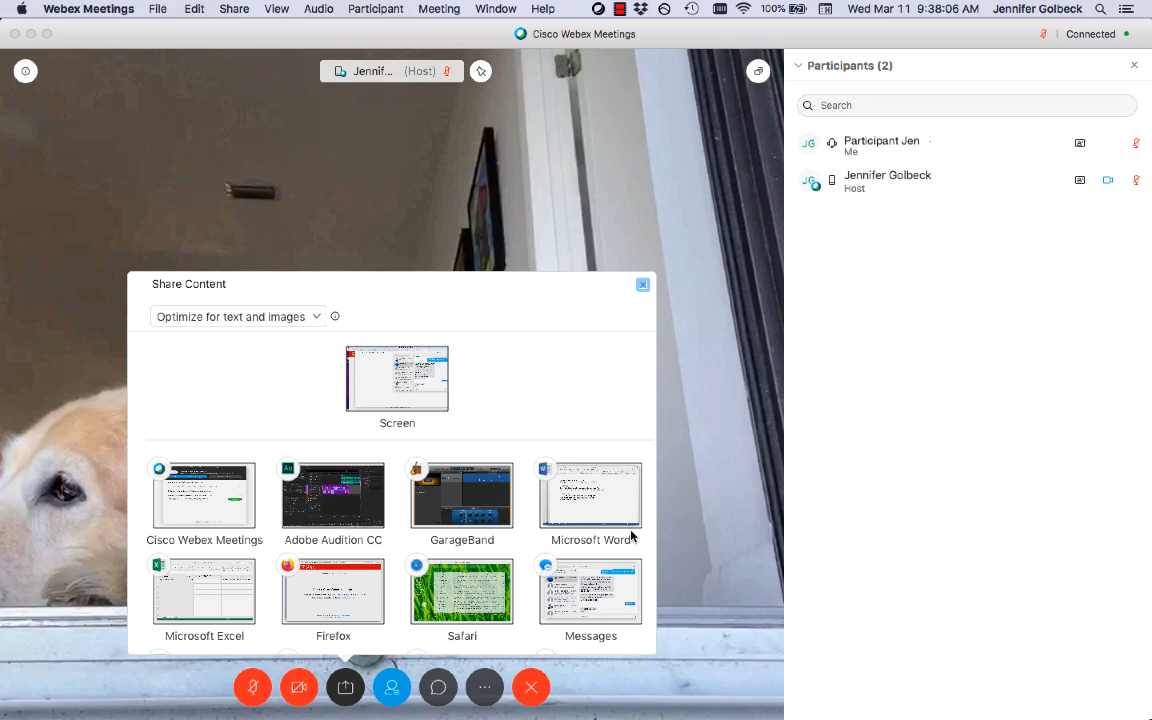 Webex Meetings File Edit Share View Audio Participant Meeting Window Help 100% Wed Mar 11 9:38:06 AM Jennifer Golbeck
Cisco Webex Meetings
Connected
Jennif... (Host)
Participants (2)
Search
JG Participant Jen
Me
JG Jennifer Golbeck
Host
Share Content
Optimize for text and images
Screen
Cisco Webex Meetings Adobe Audition CC GarageBand Microsoft Word
Microsoft Excel Firefox Safari Messages